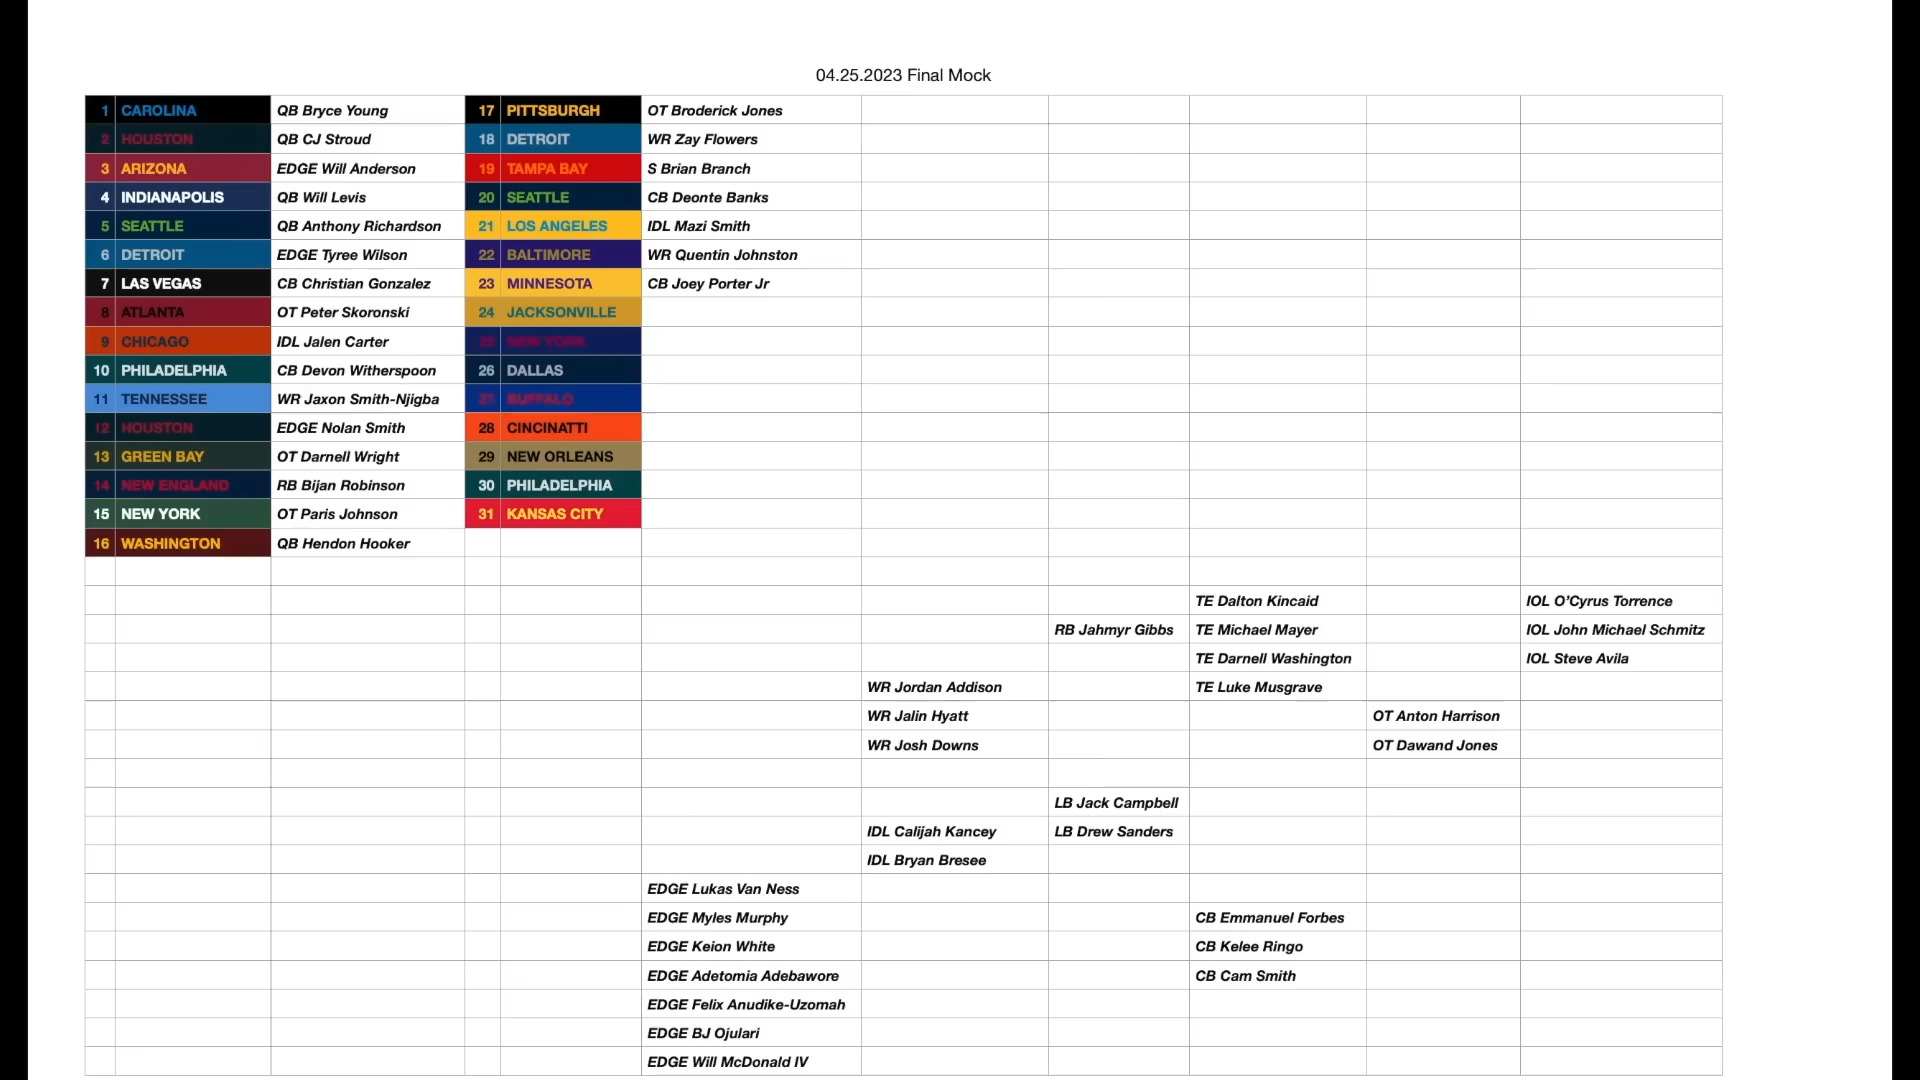 04.25.2023 Final Mock
1 CAROLINA QB Bryce Young 17 PITTSBURGH OT Broderick Jones
2 HOUSTON QB CJ Stroud 18 DETROIT WR Zay Flowers
3 ARIZONA EDGE Will Anderson 19 TAMPA BAY S Brian Branch
4 INDIANAPOLIS QB Will Levis 20 SEATTLE CB Deonte Banks
5 SEATTLE QB Anthony Richardson 21 LOS ANGELES IDL Mazi Smith
6 DETROIT EDGE Tyree Wilson 22 BALTIMORE WR Quentin Johnston
7 LAS VEGAS CB Christian Gonzalez 23 MINNESOTA CB Joey Porter Jr
8 ATLANTA OT Peter Skoronski 24 JACKSONVILLE
9 CHICAGO IDL Jalen Carter 25 NEW YORK
10 PHILADELPHIA CB Devon Witherspoon 26 DALLAS
11 TENNESSEE WR Jaxon Smith-Njigba 27 BUFFALO
12 HOUSTON EDGE Nolan Smith 28 CINCINATTI
13 GREEN BAY OT Darnell Wright 29 NEW ORLEANS
14 NEW ENGLAND RB Bijan Robinson 30 PHILADELPHIA
15 NEW YORK OT Paris Johnson 31 KANSAS CITY
16 WASHINGTON QB Hendon Hooker
TE Dalton Kincaid IOL O’Cyrus Torrence
RB Jahmyr Gibbs TE Michael Mayer IOL John Michael Schmitz
TE Darnell Washington IOL Steve Avila
WR Jordan Addison TE Luke Musgrave
WR Jalin Hyatt OT Anton Harrison
WR Josh Downs OT Dawand Jones
LB Jack Campbell
IDL Calijah Kancey LB Drew Sanders
IDL Bryan Bresee
EDGE Lukas Van Ness
EDGE Myles Murphy CB Emmanuel Forbes
EDGE Keion White CB Kelee Ringo
EDGE Adetomia Adebawore CB Cam Smith
EDGE Felix Anudike-Uzomah
EDGE BJ Ojulari
EDGE Will McDonald IV